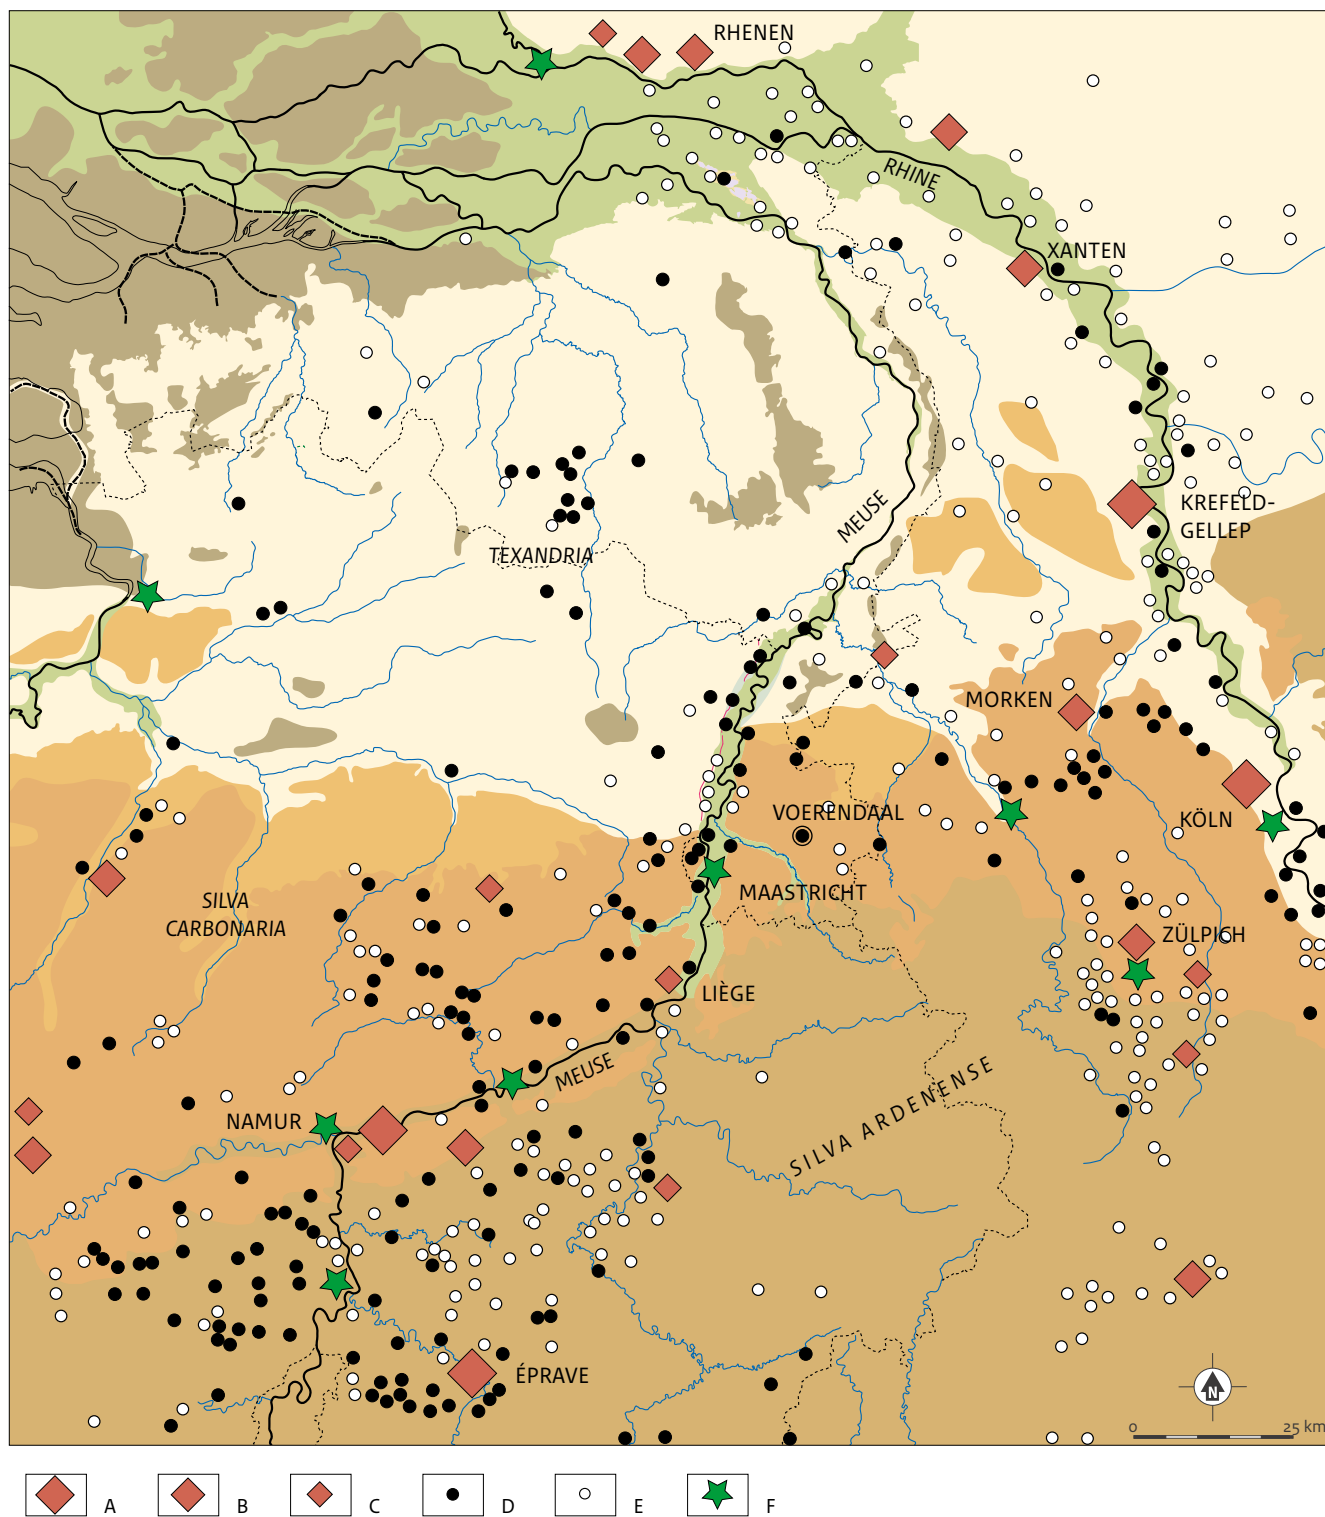 RHENEN
RHINE
XANTEN
MEUSE
KREFELD-
GELLEP
TEXANDRIA
MORKEN
VOERENDAAL
KÖLN
MAASTRICHT
SILVA
CARBONARIA
ZÜLPICH
LIÈGE
MEUSE
SILVA ARDENENSE
NAMUR
ÉPRAVE
N
0 25 km
A B C D E F